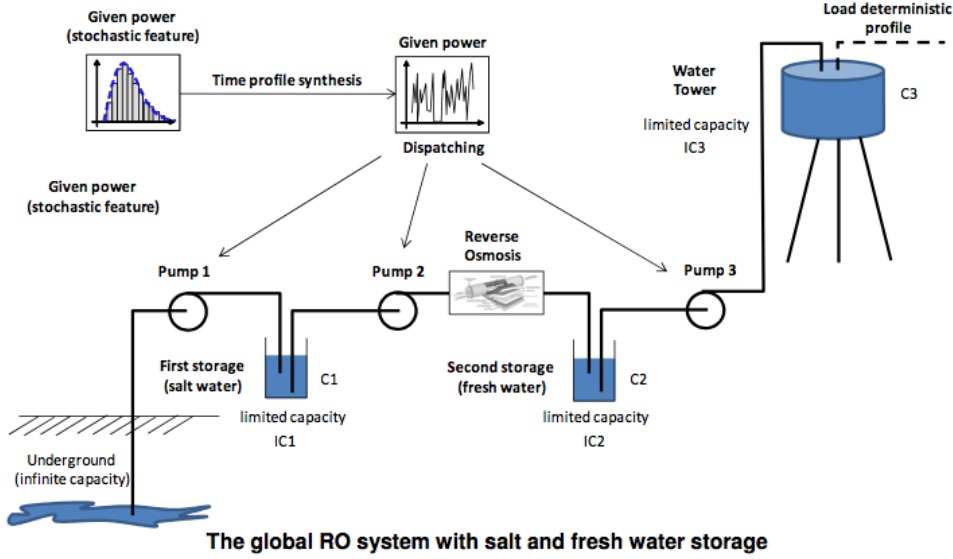 Given power
(stochastic feature)
Time profile synthesis
Given power
Dispatching
Load deterministic
profile
Water
Tower
C3
limited capacity
IC3
Given power
(stochastic feature)
Reverse
Osmosis
Pump 1
Pump 2
Pump 3
First storage
(salt water)
C1
limited capacity
IC1
Second storage
(fresh water)
C2
limited capacity
IC2
Underground
(infinite capacity)
The global RO system with salt and fresh water storage